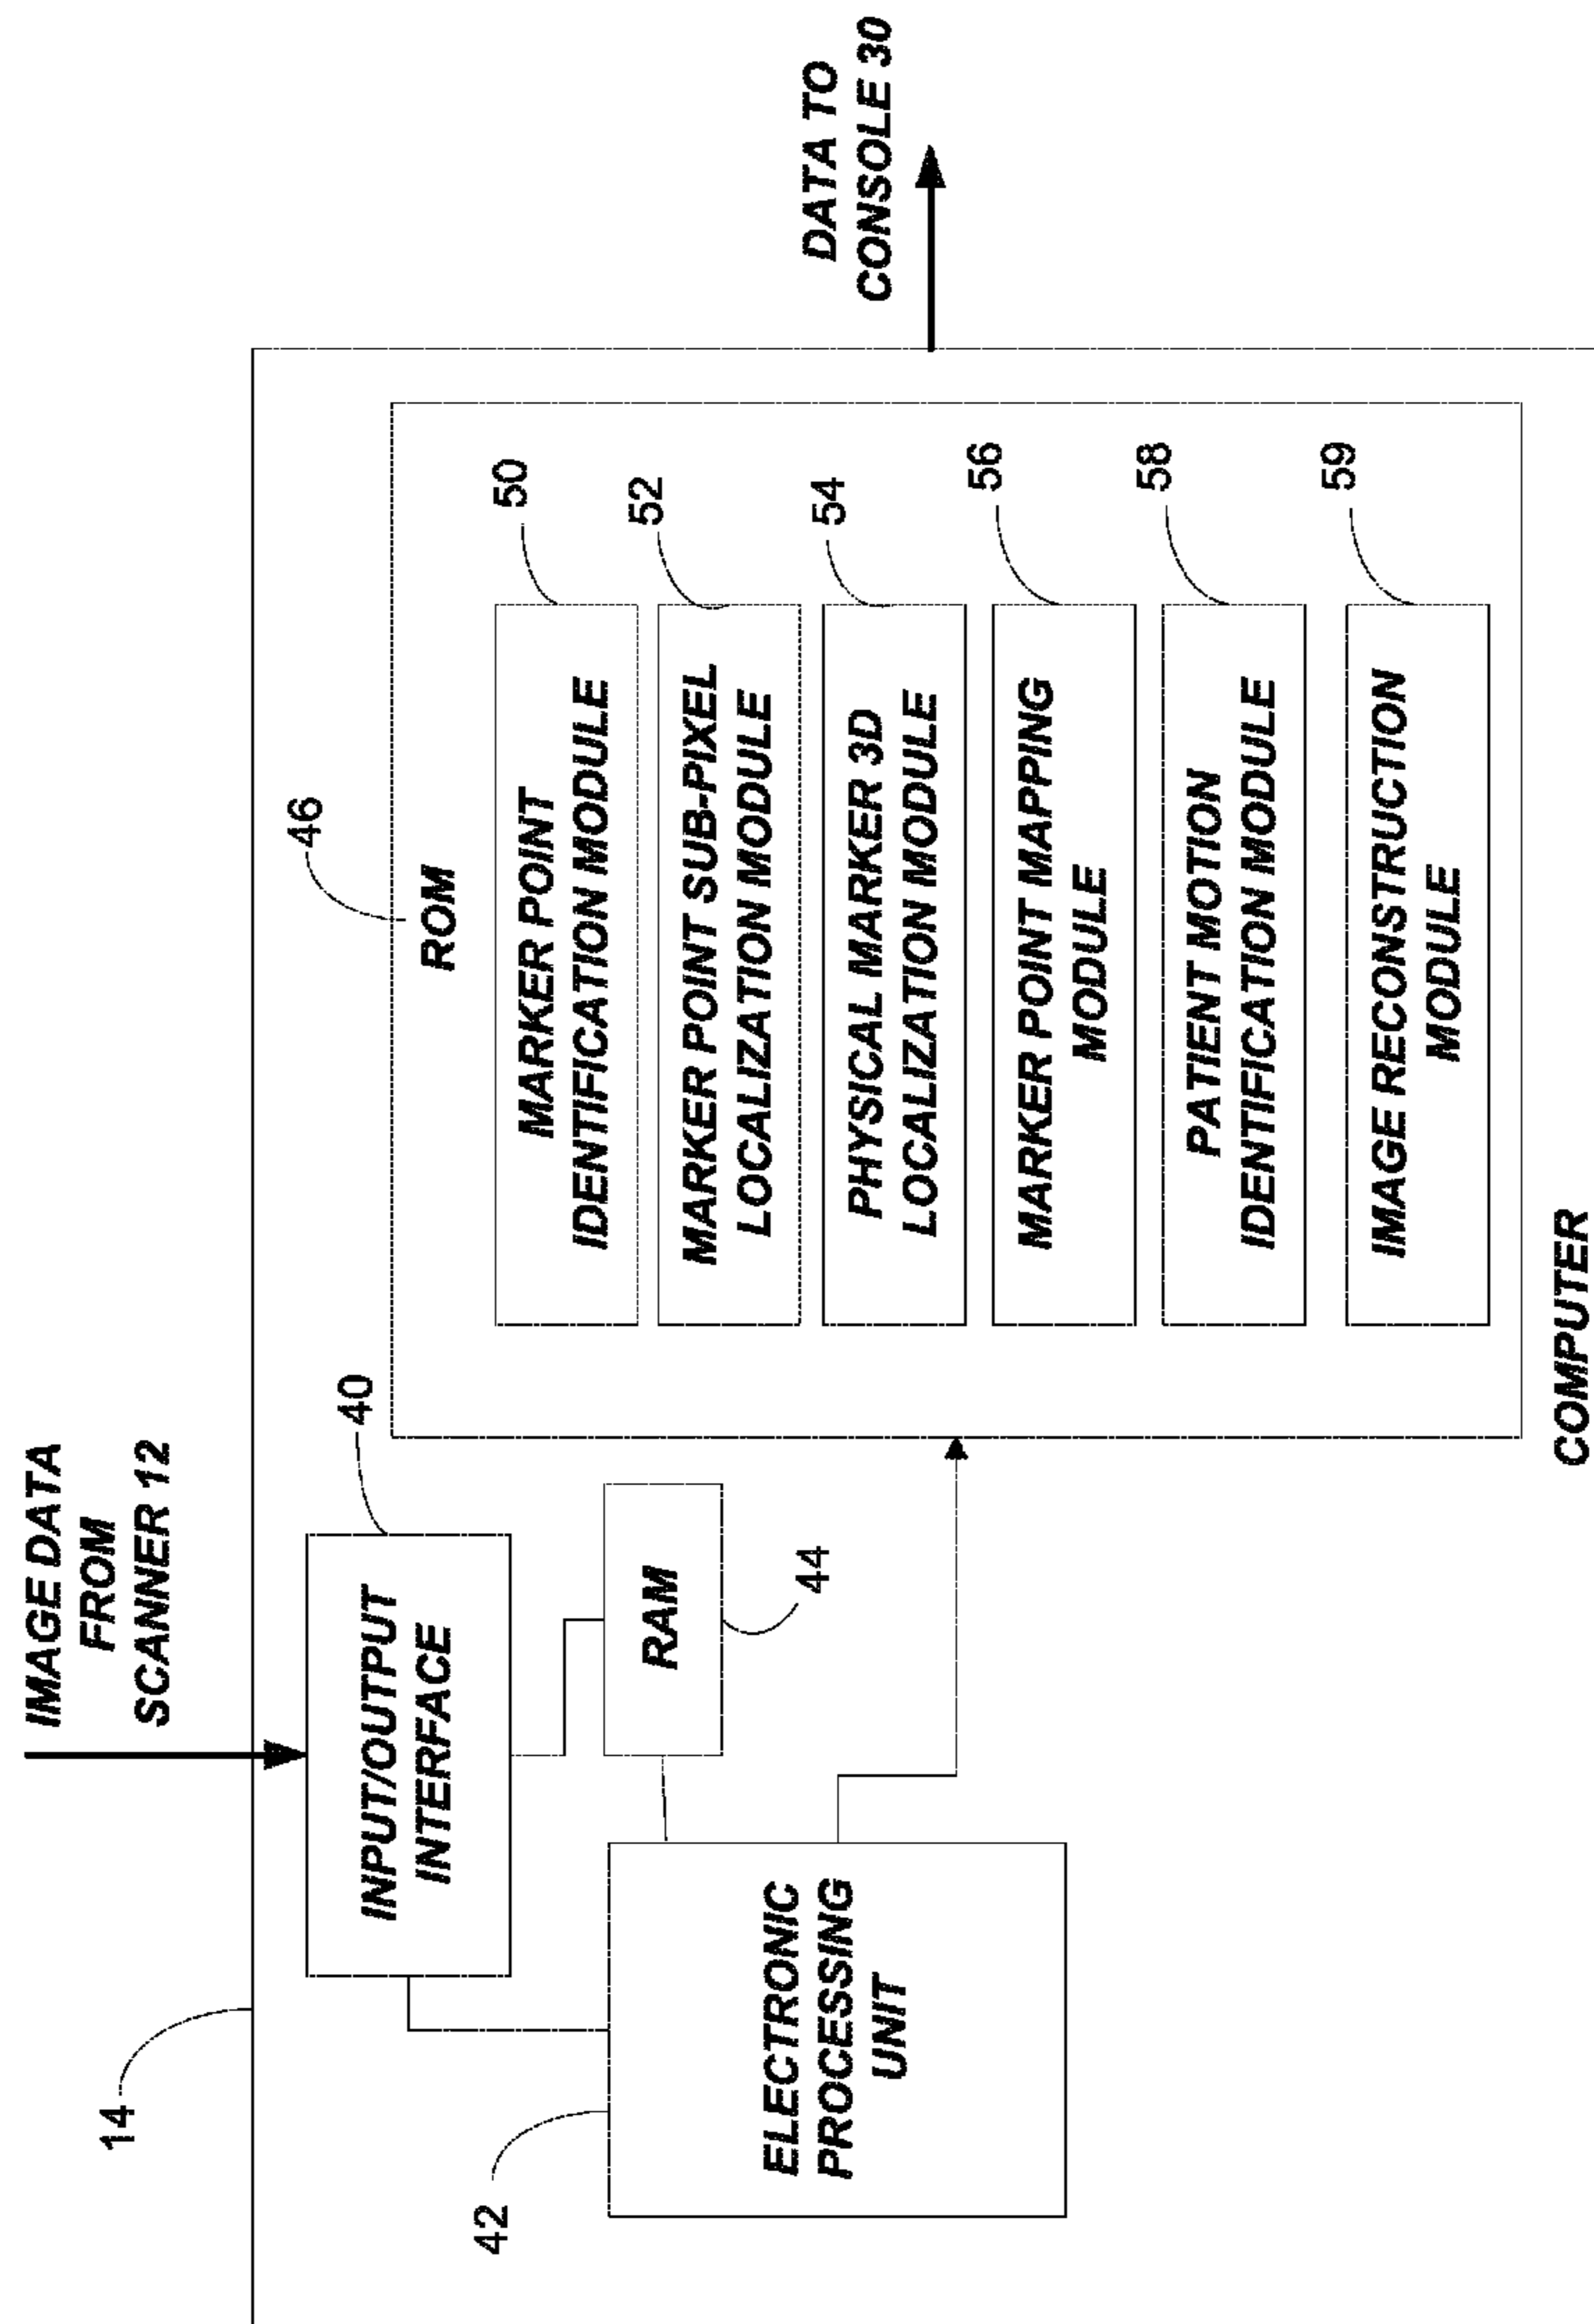 IMAGE DATA
FROM
SCANNER 12
14
40
INPUT/OUTPUT
INTERFACE
42
ELECTRONIC
PROCESSING
UNIT
RAM
44
46
ROM
MARKER POINT
IDENTIFICATION MODULE
50
MARKER POINT SUB-PIXEL
LOCALIZATION MODULE
52
PHYSICAL MARKER 3D
LOCALIZATION MODULE
54
MARKER POINT MAPPING
MODULE
56
PATIENT MOTION
IDENTIFICATION MODULE
58
IMAGE RECONSTRUCTION
MODULE
59
DATA TO
CONSOLE 30
COMPUTER